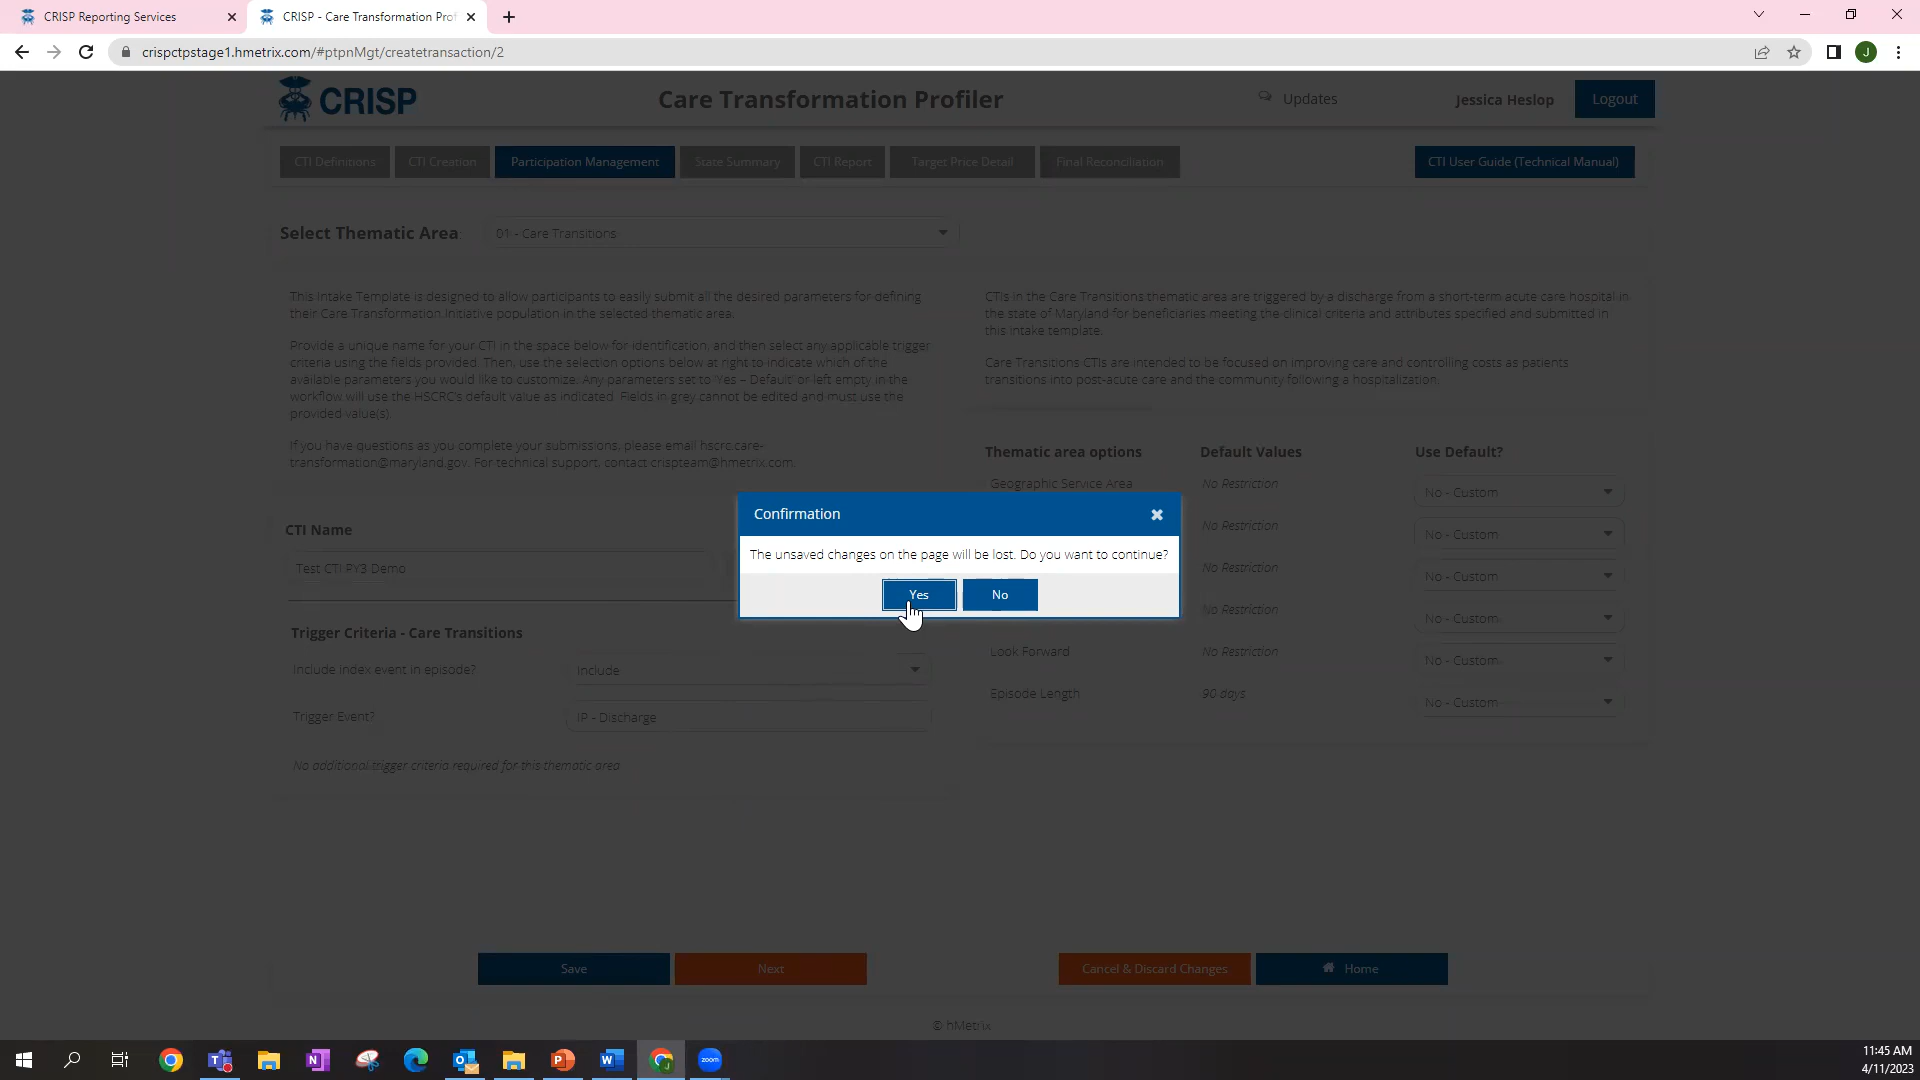 CRISP Reporting Services
CRISP - Care Transformation Prof
crispctpstage1.hmetrix.com/#ptpnMgt/createtransaction/2
J
CRISP
Care Transformation Profiler
Updates
Jessica Heslop
Logout
CTI Definitions
CTI Creation
Participation Management
State Summary
CTI Report
Target Price Detail
Final Reconciliation
CTI User Guide (Technical Manual)
Select Thematic Area
01 - Care Transitions
This Intake Template is designed to allow participants to easily submit all the desired parameters for defining
their Care Transformation Initiative population in the selected thematic area.
Provide a unique name for your CTI in the space below for identification, and then select any applicable trigger
criteria using the fields provided. Then, use the selection options below at right to indicate which of the
available parameters you would like to customize. Any parameters set to 'Yes – Default' or left empty in the
workflow will use the HSCRC's default value as indicated. Fields in grey cannot be edited and must use the
provided value(s).
If you have questions as you complete your submissions, please email hscrc.care-
transformation@maryland.gov. For technical support, contact crispteam@hmetrix.com.
CTIs in the Care Transitions thematic area are triggered by a discharge from a short-term acute care hospital in
the state of Maryland for beneficiaries meeting the clinical criteria and attributes specified and submitted in
this intake template.
Care Transitions CTIs are intended to be focused on improving care and controlling costs as patients
transitions into post-acute care and the community following a hospitalization.
Thematic area options
Default Values
Use Default?
Geographic Service Area
No Restriction
No - Custom
No Restriction
No - Custom
No Restriction
No - Custom
No Restriction
No - Custom
Look Forward
No Restriction
No - Custom
Episode Length
90 days
No - Custom
CTI Name
Test CTI PY3 Demo
Trigger Criteria - Care Transitions
Include index event in episode?
Include
Trigger Event?
IP - Discharge
No additional trigger criteria required for this thematic area
Confirmation
The unsaved changes on the page will be lost. Do you want to continue?
Yes
No
Save
Next
Cancel & Discard Changes
Home
© hMetrix
zoom
11:45 AM
4/11/2023